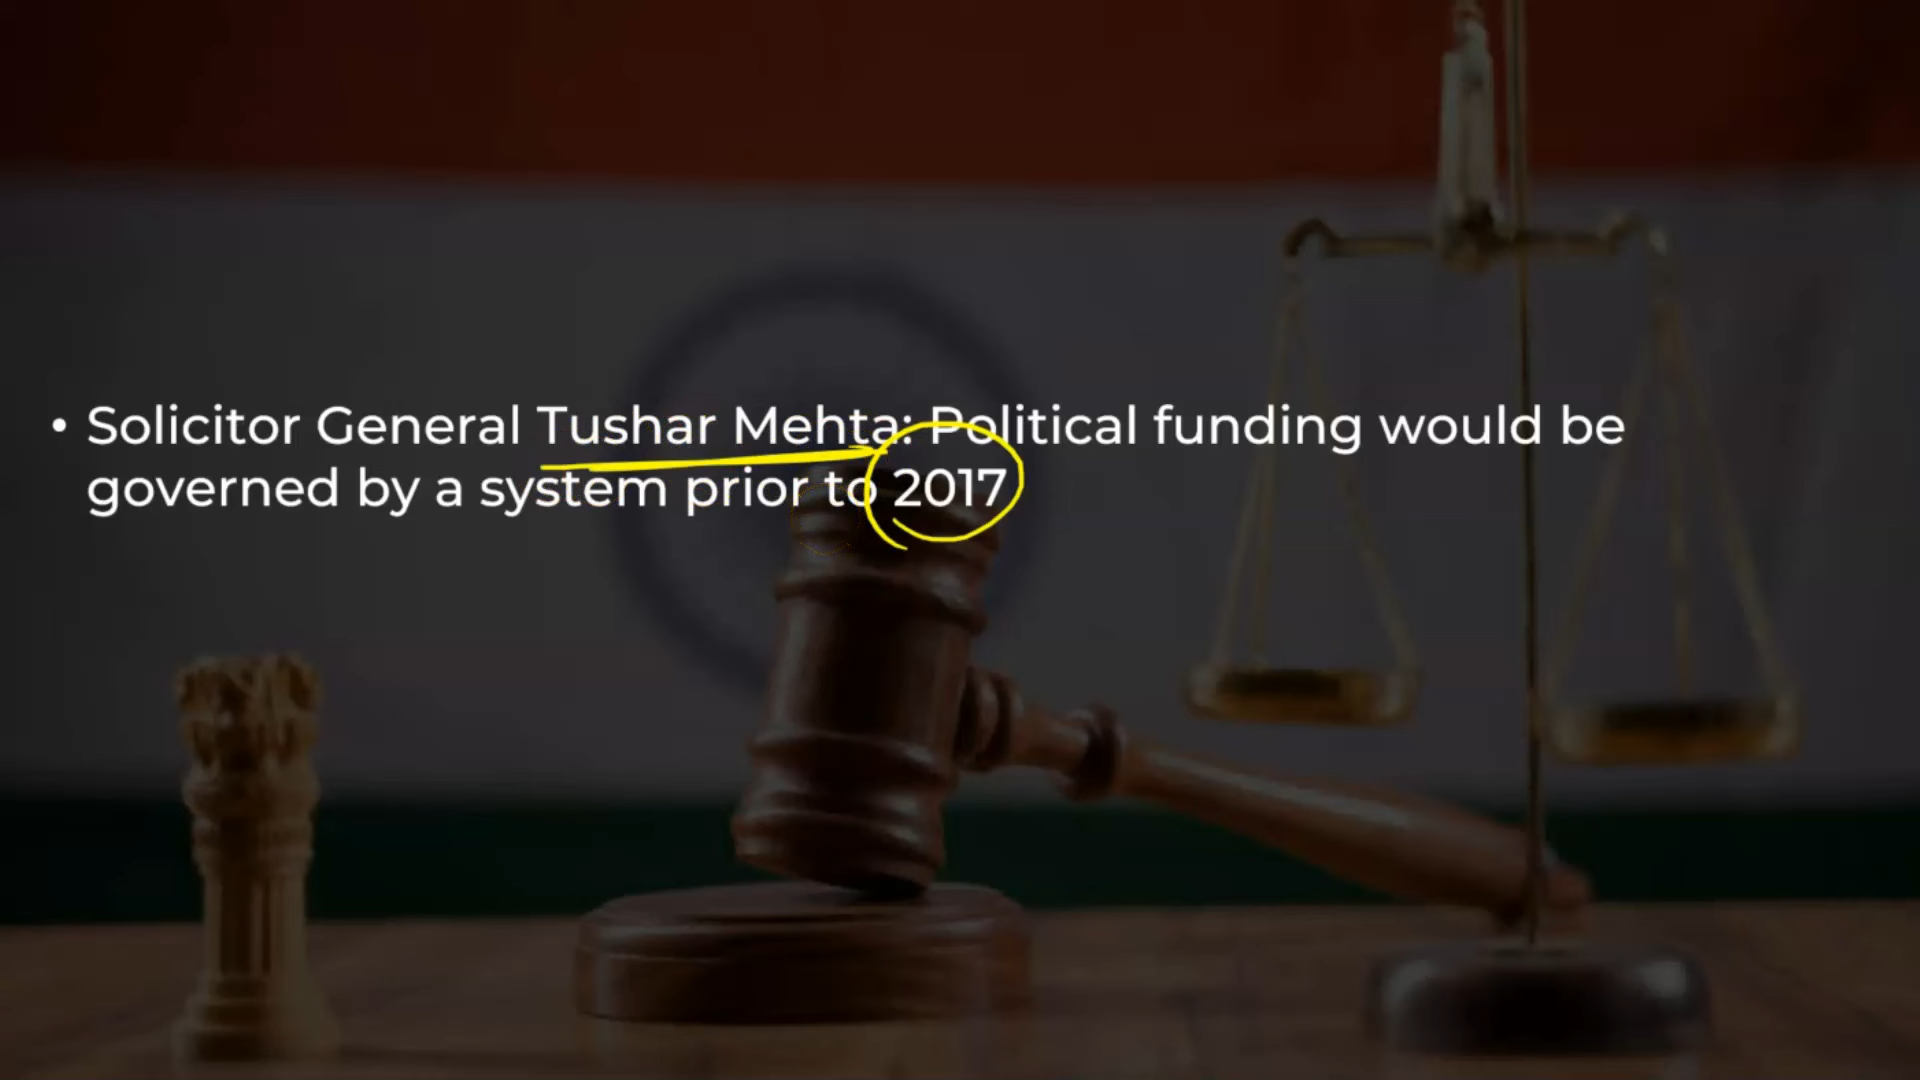 • Solicitor General Tushar Mehta: Political funding would be
governed by a system prior to 2017